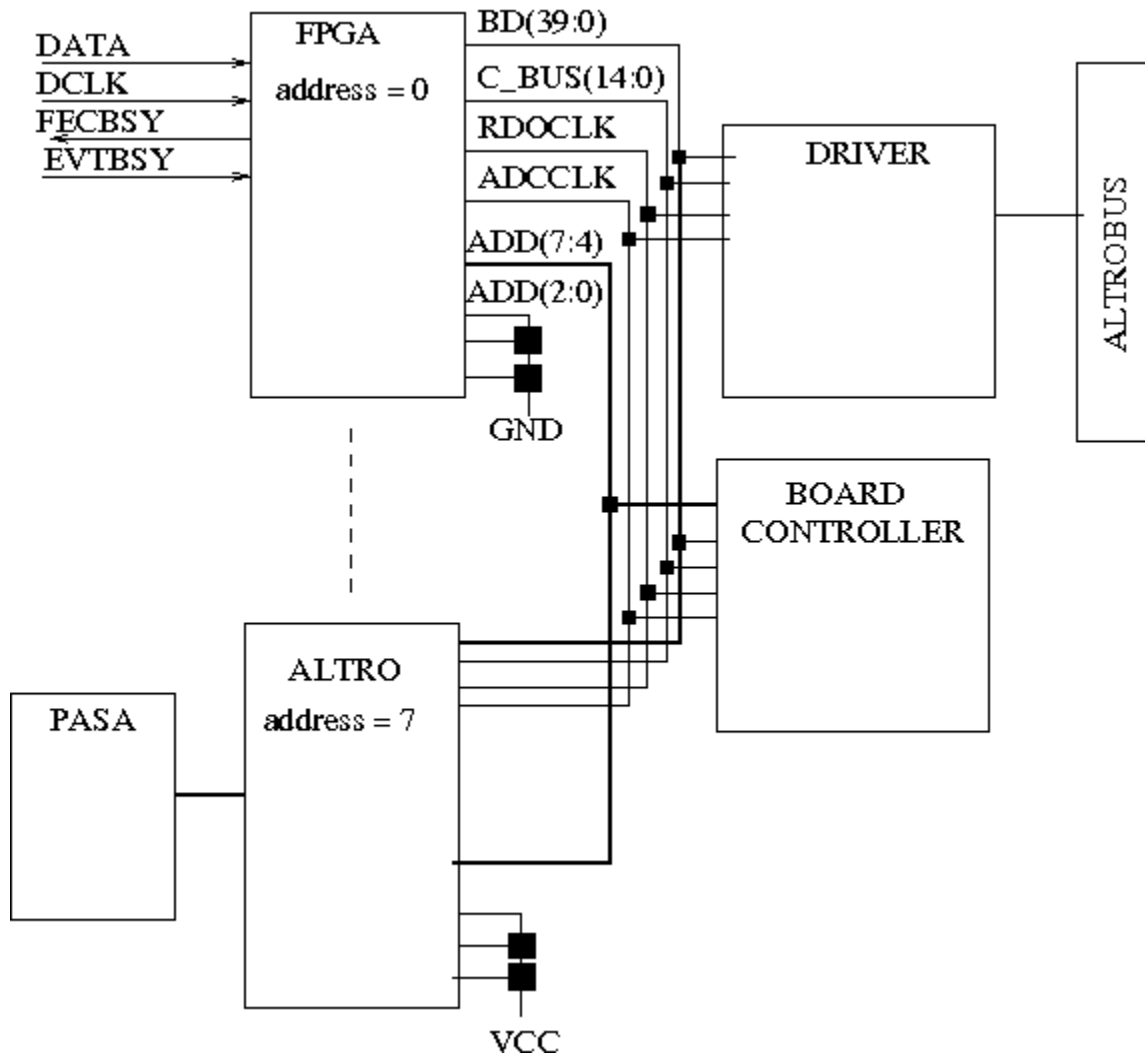 FPGA
address = 0
DATA
DCLK
FECBSY
EVTBSY
BD(39:0)
C_BUS(14:0)
RDOCLK
ADCCLK
ADD(7:4)
ADD(2:0)
GND
DRIVER
ALTROBUS
BOARD
CONTROLLER
ALTRO
address = 7
PASA
VCC